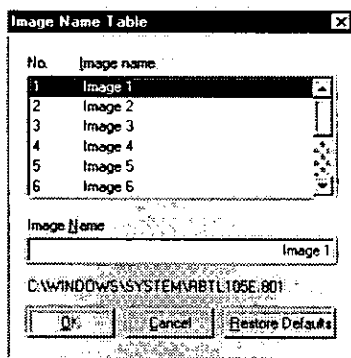 Image Name Table
No. Image name
1 Image 1
2 Image 2
3 Image 3
4 Image 4
5 Image 5
6 Image 6
Image Name
Image 1
C:\WINDOWS\SYSTEM\RBTL105E.801
OK Cancel Restore Defaults